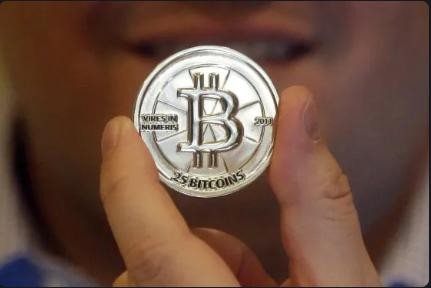 VIRES IN
NUMERIS
B
2011
25 BITCOINS